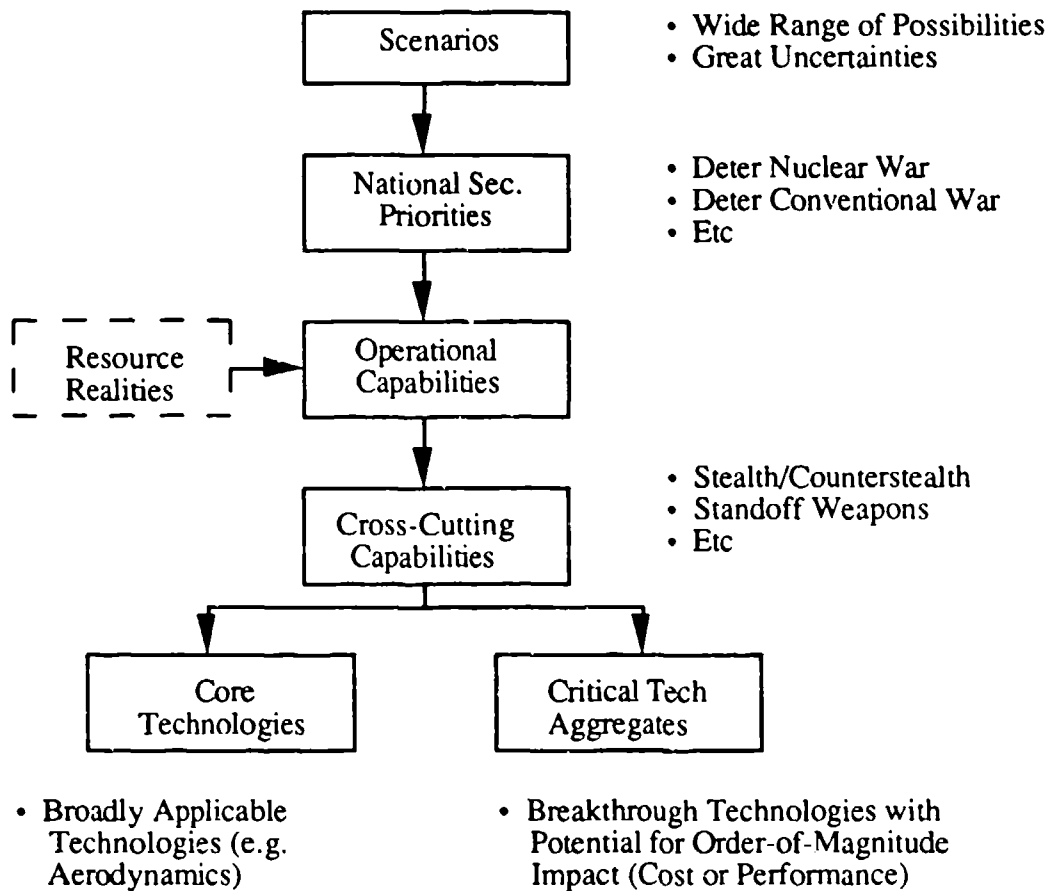 Scenarios
• Wide Range of Possibilities
• Great Uncertainties
National Sec.
Priorities
• Deter Nuclear War
• Deter Conventional War
• Etc
Resource
Realities
Operational
Capabilities
Cross-Cutting
Capabilities
• Stealth/Counterstealth
• Standoff Weapons
• Etc
Core
Technologies
Critical Tech
Aggregates
• Broadly Applicable
Technologies (e.g.
Aerodynamics)
• Breakthrough Technologies with
Potential for Order-of-Magnitude
Impact (Cost or Performance)